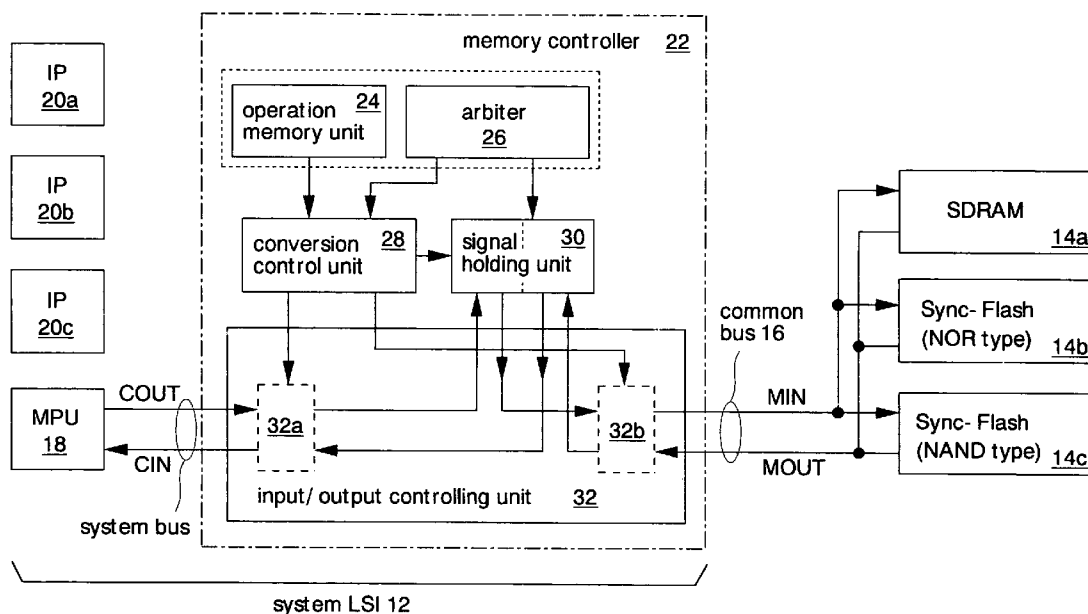 memory controller 22
IP
20a
IP
20b
IP
20c
MPU
18
COUT
CIN
system bus
operation
memory unit
24
arbiter
26
conversion
control unit
28
signal
holding unit
30
32a
32b
input/ output controlling unit 32
common
bus 16
MIN
MOUT
SDRAM
14a
Sync- Flash
(NOR type)
14b
Sync- Flash
(NAND type)
14c
system LSI 12